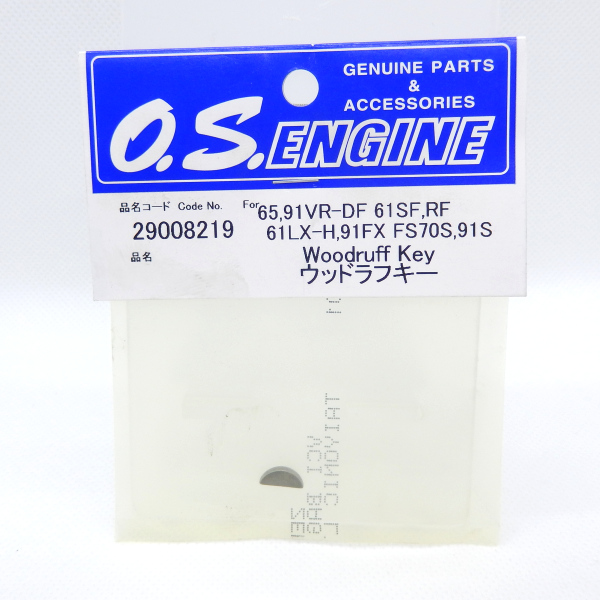 GENUINE PARTS
&
ACCESSORIES
O.S. ENGINE
品名コード Code No.
29008219
For 65,91VR-DF 61SF,RF
61LX-H,91FX FS70S,91S
品名
Woodruff Key
ウッドラフキー